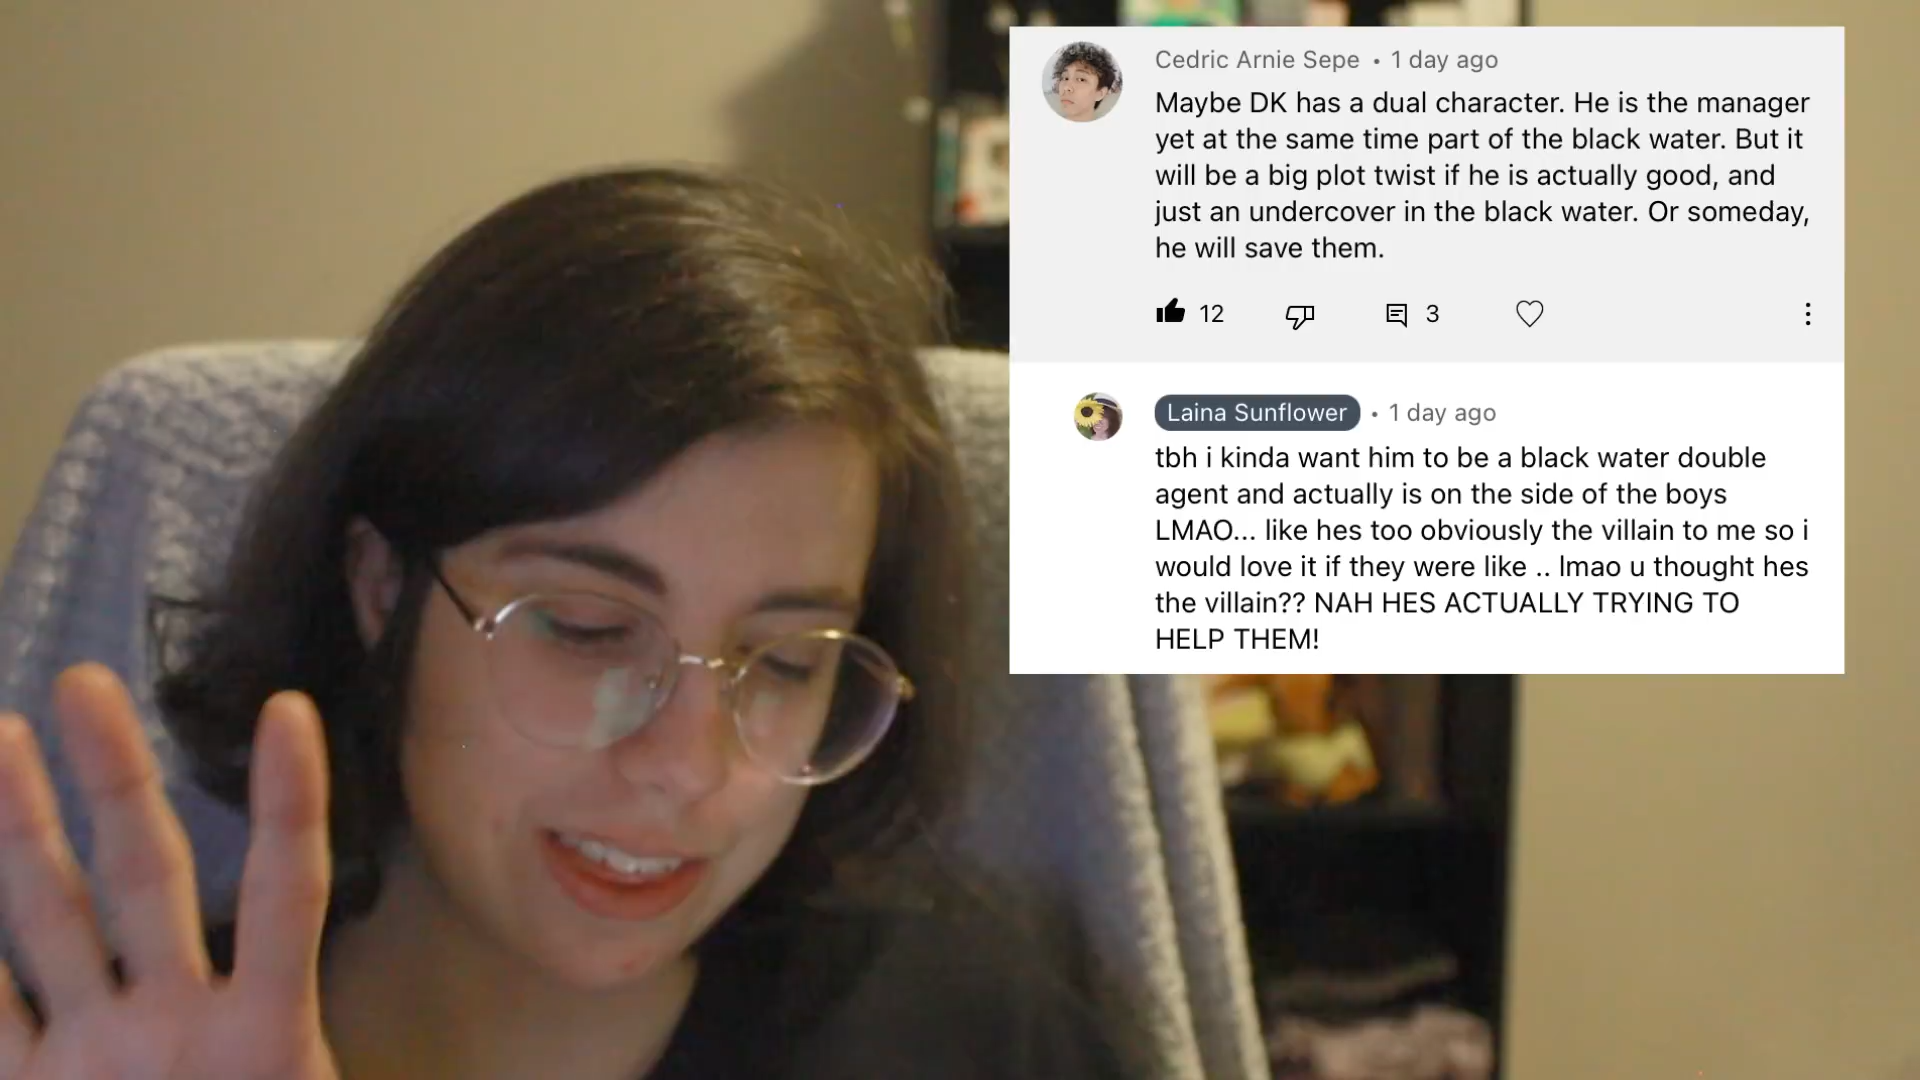 Cedric Arnie Sepe • 1 day ago
Maybe DK has a dual character. He is the manager
yet at the same time part of the black water. But it
will be a big plot twist if he is actually good, and
just an undercover in the black water. Or someday,
he will save them.
12 3
Laina Sunflower • 1 day ago
tbh i kinda want him to be a black water double
agent and actually is on the side of the boys
LMAO... like hes too obviously the villain to me so i
would love it if they were like .. lmao u thought hes
the villain?? NAH HES ACTUALLY TRYING TO
HELP THEM!